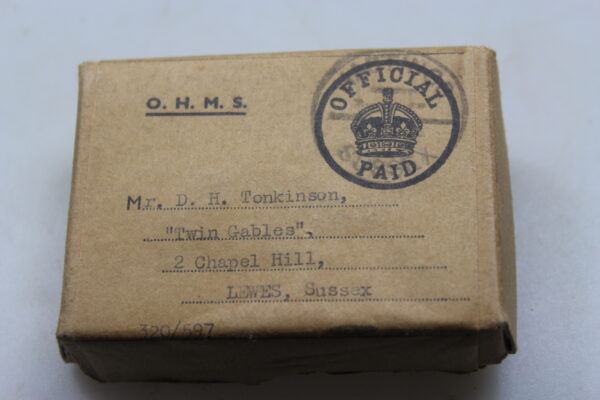 O. H. M. S.
OFFICIAL
PAID
Mr. D. H. Tonkinson,
"Twin Gables",
2 Chapel Hill,
LEWES, Sussex
320/597